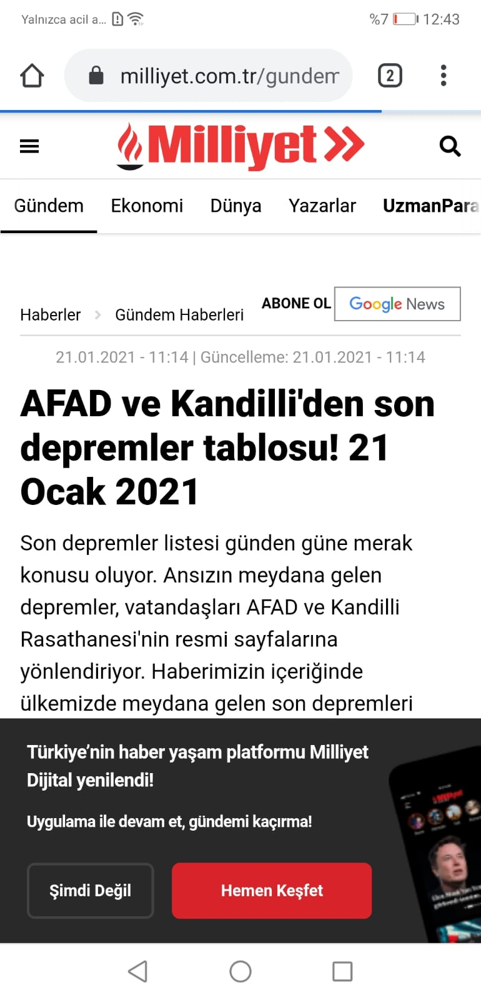 Yalnızca acil a...
%7 12:43
milliyet.com.tr/gundem
2
Milliyet
Gündem Ekonomi Dünya Yazarlar UzmanPara
Haberler > Gündem Haberleri
ABONE OL Google News
21.01.2021 - 11:14 | Güncelleme: 21.01.2021 - 11:14
AFAD ve Kandilli'den son
depremler tablosu! 21
Ocak 2021
Son depremler listesi günden güne merak
konusu oluyor. Ansızın meydana gelen
depremler, vatandaşları AFAD ve Kandilli
Rasathanesi'nin resmi sayfalarına
yönlendiriyor. Haberimizin içeriğinde
ülkemizde meydana gelen son depremleri
Türkiye’nin haber yaşam platformu Milliyet
Dijital yenilendi!
Uygulama ile devam et, gündemi kaçırma!
Şimdi Değil
Hemen Keşfet
Milliyet